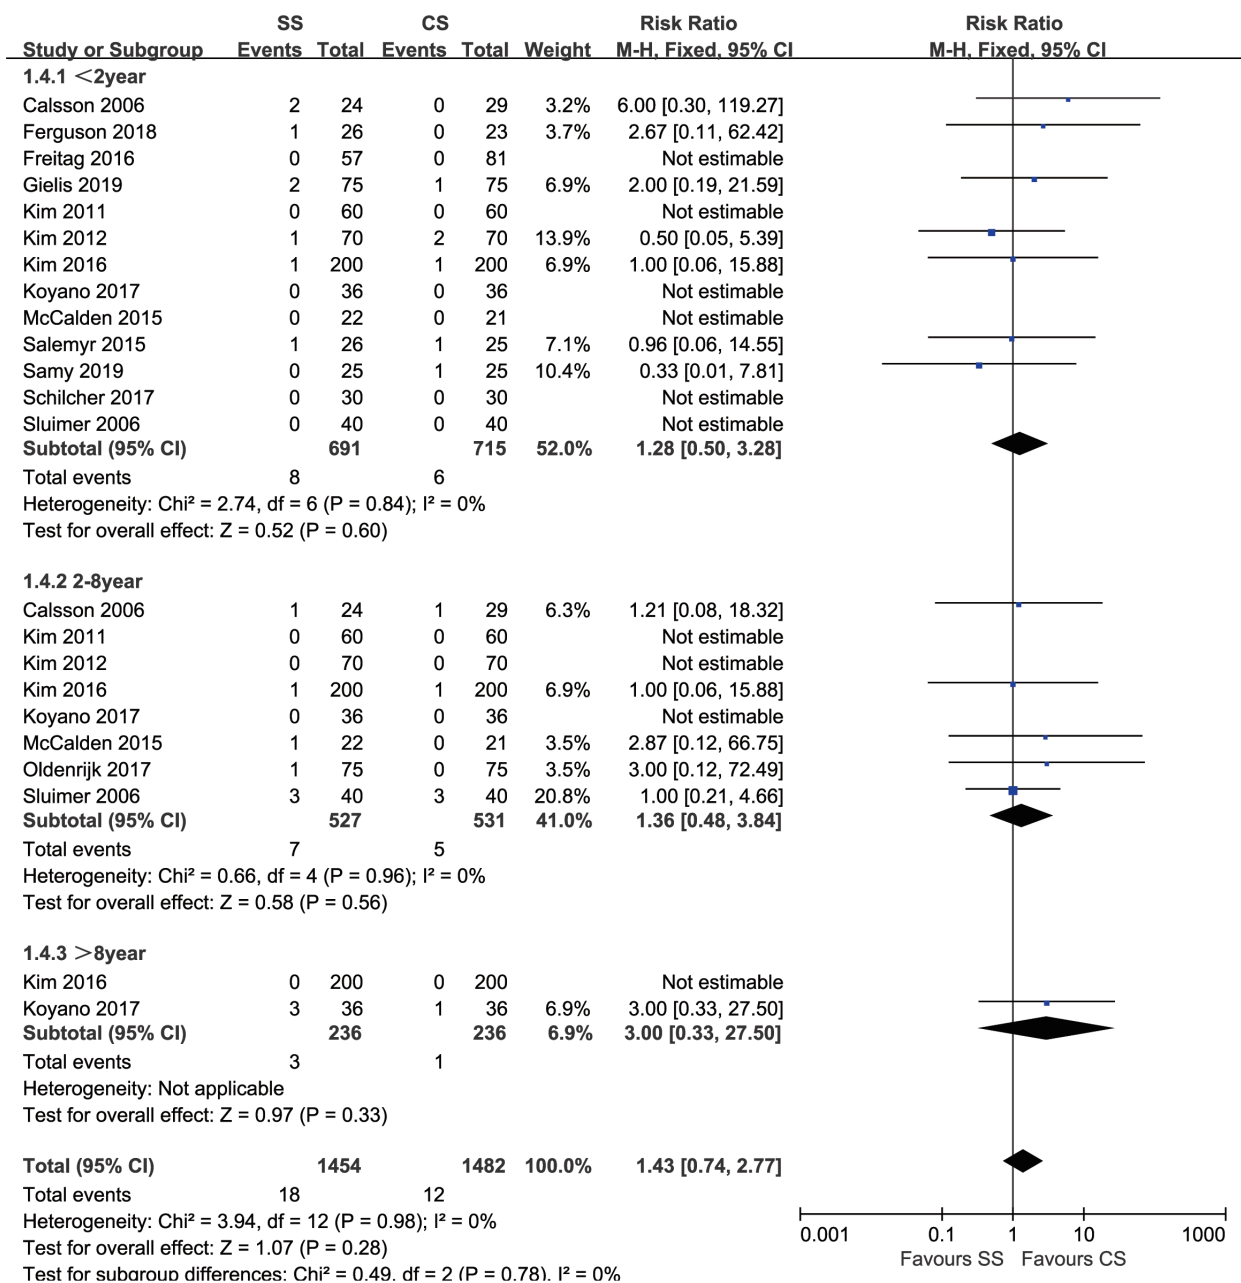 SS CS Risk Ratio Risk Ratio
Study or Subgroup Events Total Events Total Weight M-H, Fixed, 95% CI M-H, Fixed, 95% CI
1.4.1 <2year
Calsson 2006 2 24 0 29 3.2% 6.00 [0.30, 119.27]
Ferguson 2018 1 26 0 23 3.7% 2.67 [0.11, 62.42]
Freitag 2016 0 57 0 81 Not estimable
Gielis 2019 2 75 1 75 6.9% 2.00 [0.19, 21.59]
Kim 2011 0 60 0 60 Not estimable
Kim 2012 1 70 2 70 13.9% 0.50 [0.05, 5.39]
Kim 2016 1 200 1 200 6.9% 1.00 [0.06, 15.88]
Koyano 2017 0 36 0 36 Not estimable
McCalden 2015 0 22 0 21 Not estimable
Salemyr 2015 1 26 1 25 7.1% 0.96 [0.06, 14.55]
Samy 2019 0 25 1 25 10.4% 0.33 [0.01, 7.81]
Schilcher 2017 0 30 0 30 Not estimable
Sluimer 2006 0 40 0 40 Not estimable
Subtotal (95% CI) 691 715 52.0% 1.28 [0.50, 3.28]
Total events 8 6
Heterogeneity: Chi² = 2.74, df = 6 (P = 0.84); I² = 0%
Test for overall effect: Z = 0.52 (P = 0.60)
1.4.2 2-8year
Calsson 2006 1 24 1 29 6.3% 1.21 [0.08, 18.32]
Kim 2011 0 60 0 60 Not estimable
Kim 2012 0 70 0 70 Not estimable
Kim 2016 1 200 1 200 6.9% 1.00 [0.06, 15.88]
Koyano 2017 0 36 0 36 Not estimable
McCalden 2015 1 22 0 21 3.5% 2.87 [0.12, 66.75]
Oldenrijk 2017 1 75 0 75 3.5% 3.00 [0.12, 72.49]
Sluimer 2006 3 40 3 40 20.8% 1.00 [0.21, 4.66]
Subtotal (95% CI) 527 531 41.0% 1.36 [0.48, 3.84]
Total events 7 5
Heterogeneity: Chi² = 0.66, df = 4 (P = 0.96); I² = 0%
Test for overall effect: Z = 0.58 (P = 0.56)
1.4.3 >8year
Kim 2016 0 200 0 200 Not estimable
Koyano 2017 3 36 1 36 6.9% 3.00 [0.33, 27.50]
Subtotal (95% CI) 236 236 6.9% 3.00 [0.33, 27.50]
Total events 3 1
Heterogeneity: Not applicable
Test for overall effect: Z = 0.97 (P = 0.33)
Total (95% CI) 1454 1482 100.0% 1.43 [0.74, 2.77]
Total events 18 12
Heterogeneity: Chi² = 3.94, df = 12 (P = 0.98); I² = 0%
Test for overall effect: Z = 1.07 (P = 0.28)
Test for subgroup differences: Chi² = 0.49, df = 2 (P = 0.78), I² = 0%
0.001 0.1 1 10 1000
Favours SS Favours CS